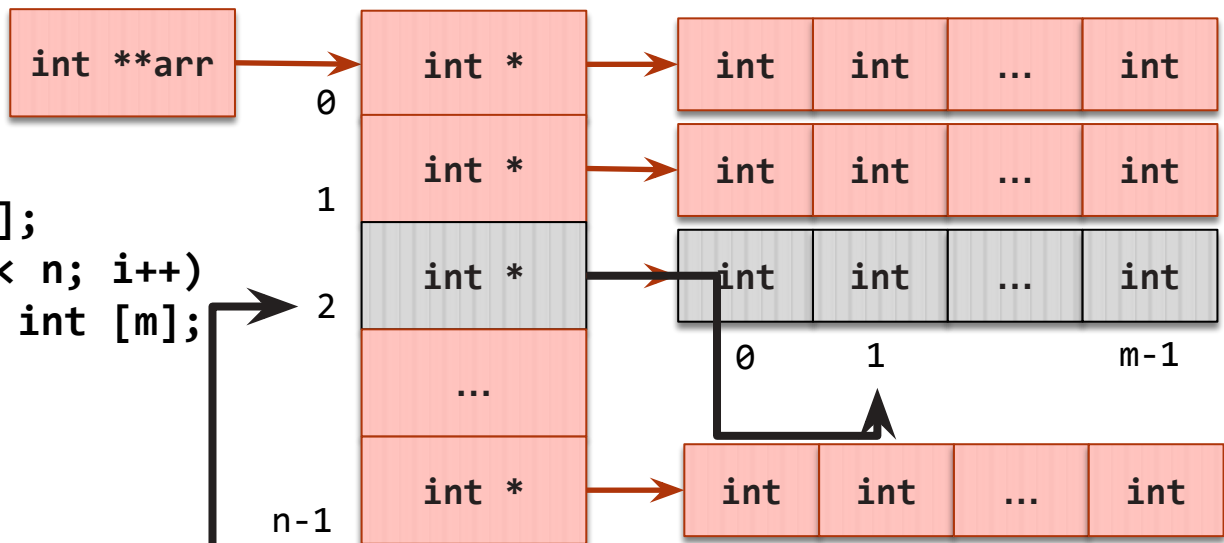 int **arr
int * int int ... int
0
int * int int ... int
1
];
< n; i++)
int * int int ... int
2
int [m];
0 1 m-1
...
int * int int ... int
n-1